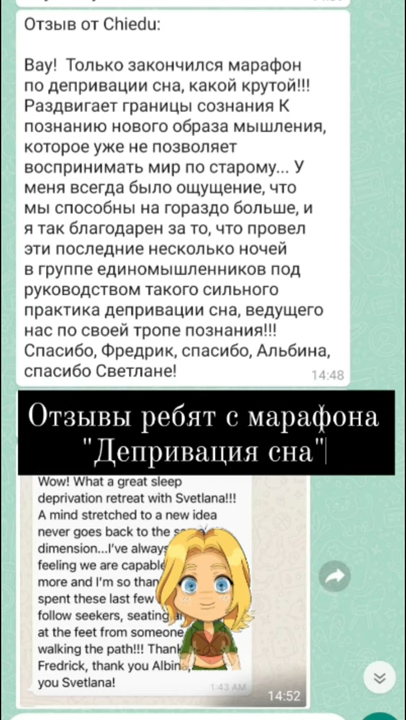 Отзыв от Chiedu:
Вау! Только закончился марафон
по депривации сна, какой крутой!!!
Раздвигает границы сознания К
познанию нового образа мышления,
которое уже не позволяет
воспринимать мир по старому... У
меня всегда было ощущение, что
мы способны на гораздо больше, и
я так благодарен за то, что провел
эти последние несколько ночей
в группе единомышленников под
руководством такого сильного
практика депривации сна, ведущего
нас по своей тропе познания!!!
Спасибо, Фредрик, спасибо, Альбина,
спасибо Светлане!
14:48
Отзывы ребят с марафона
"Депривация сна"
Wow! What a great sleep
deprivation retreat with Svetlana!!!
A mind stretched to a new idea
never goes back to the
dimension...I've always
feeling we are capable
more and I'm so than
spent these last few
follow seekers, seating
at the feet from someone
walking the path!!! Thank
Fredrick, thank you Albin
you Svetlana!
1:43 AM
14:52